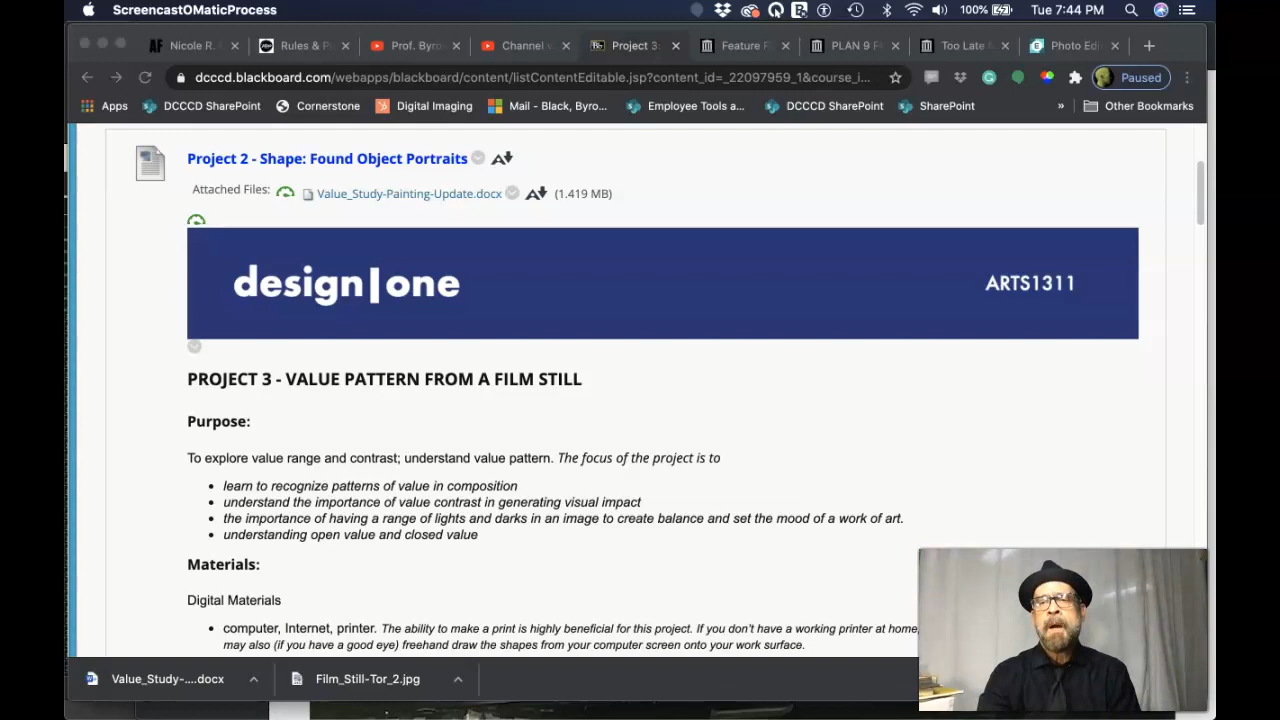 ScreencastOMaticProcess
100%
Tue 7:44 PM
Nicole R.
Rules & P
Prof. Byro
Channel v
Project 3:
Feature F
PLAN 9 F
Too Late f
Photo Edi
dcccd.blackboard.com/webapps/blackboard/content/listContentEditable.jsp?content_id=_22097959_1&course_i...
Paused
Apps
DCCCD SharePoint
Cornerstone
Digital Imaging
Mail - Black, Byro...
Employee Tools a...
DCCCD SharePoint
SharePoint
»
Other Bookmarks
Project 2 - Shape: Found Object Portraits
Attached Files:
Value_Study-Painting-Update.docx
(1.419 MB)
design|one
ARTS1311
PROJECT 3 - VALUE PATTERN FROM A FILM STILL
Purpose:
To explore value range and contrast; understand value pattern. The focus of the project is to
• learn to recognize patterns of value in composition
• understand the importance of value contrast in generating visual impact
• the importance of having a range of lights and darks in an image to create balance and set the mood of a work of art.
• understanding open value and closed value
Materials:
Digital Materials
• computer, Internet, printer. The ability to make a print is highly beneficial for this project. If you don't have a working printer at home,
may also (if you have a good eye) freehand draw the shapes from your computer screen onto your work surface.
Value_Study-....docx
Film_Still-Tor_2.jpg